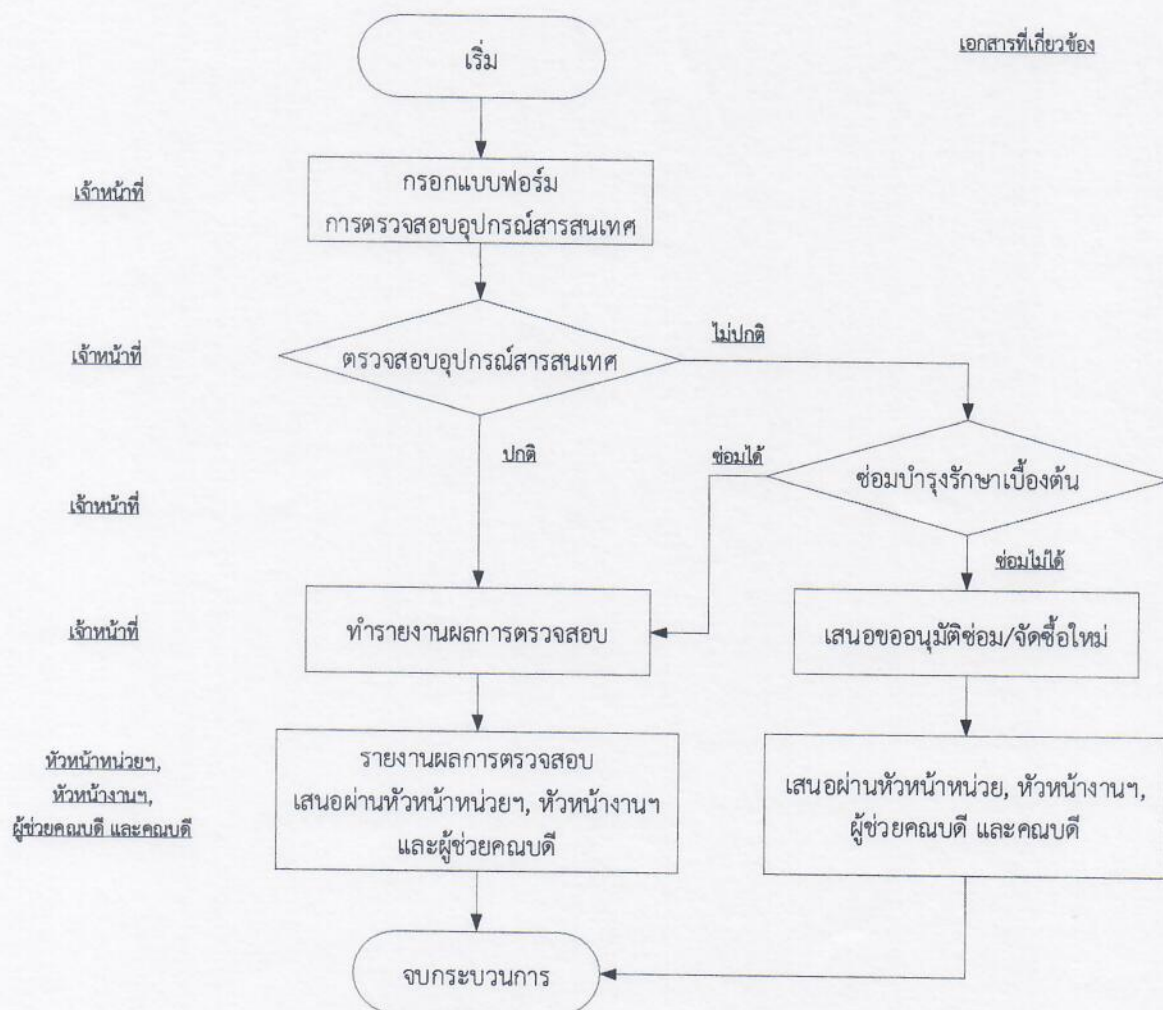 เริ่ม
เอกสารที่เกี่ยวข้อง
เจ้าหน้าที่
กรอกแบบฟอร์ม
การตรวจสอบอุปกรณ์สารสนเทศ
เจ้าหน้าที่
ตรวจสอบอุปกรณ์สารสนเทศ
ไม่ปกติ
ปกติ
ซ่อมได้
ซ่อมบำรุงรักษาเบื้องต้น
เจ้าหน้าที่
ซ่อมไม่ได้
เจ้าหน้าที่
ทำรายงานผลการตรวจสอบ
เสนอขออนุมัติซ่อม/จัดซื้อใหม่
หัวหน้าหน่วยฯ,
หัวหน้างานฯ,
ผู้ช่วยคณบดี และคณบดี
รายงานผลการตรวจสอบ
เสนอผ่านหัวหน้าหน่วยฯ, หัวหน้างานฯ
และผู้ช่วยคณบดี
เสนอผ่านหัวหน้าหน่วย, หัวหน้างานฯ,
ผู้ช่วยคณบดี และคณบดี
จบกระบวนการ